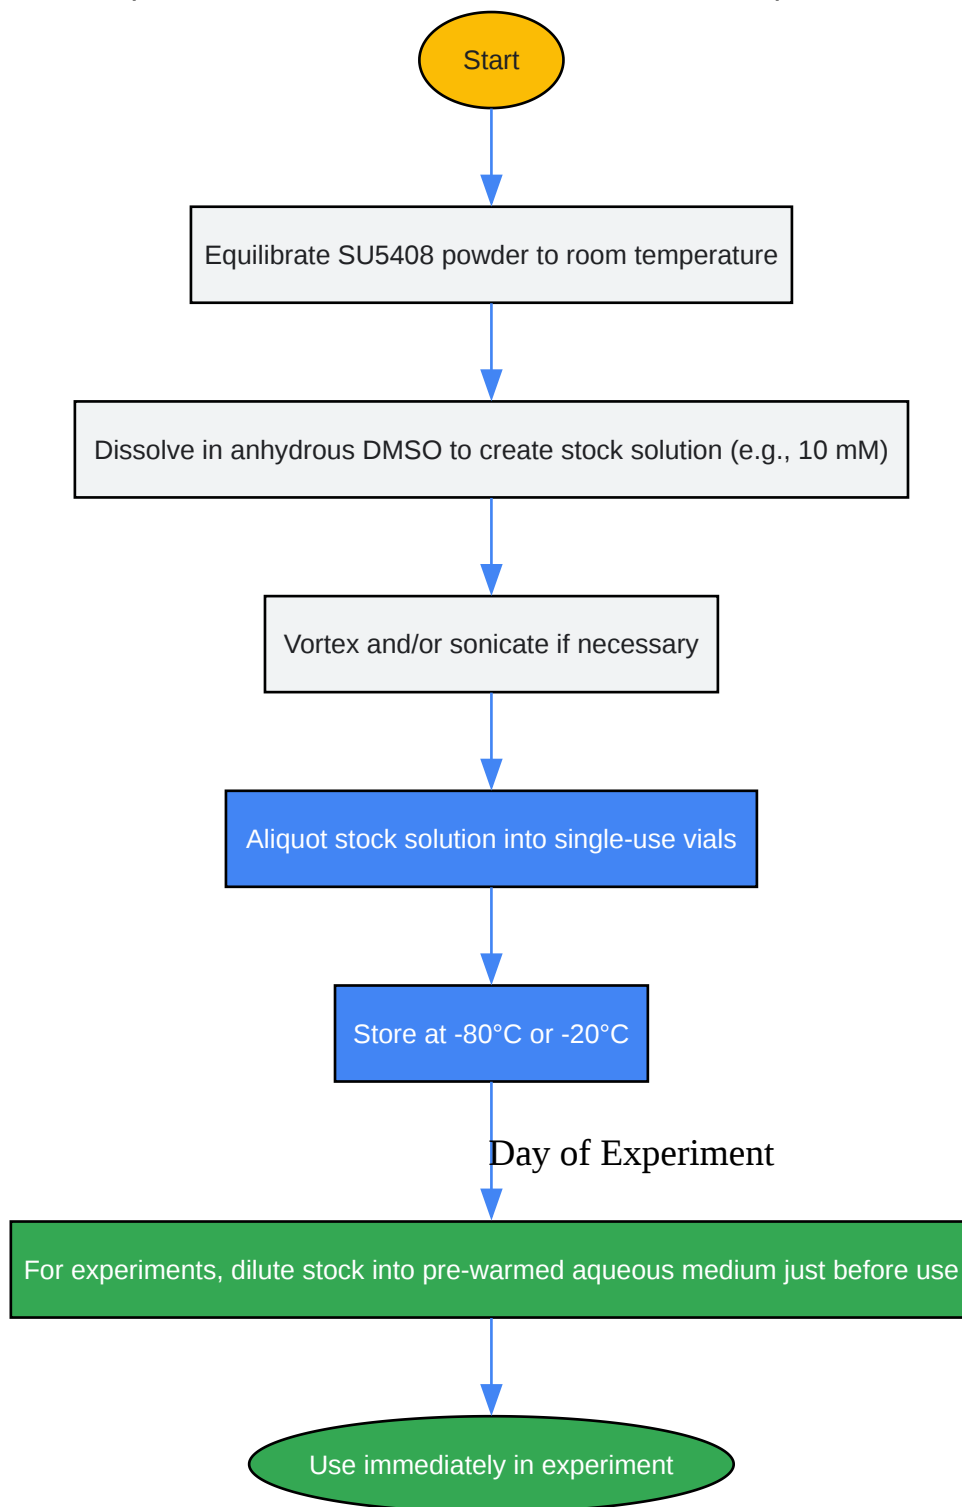 Start
Equilibrate SU5408 powder to room temperature
Dissolve in anhydrous DMSO to create stock solution (e.g., 10 mM)
Vortex and/or sonicate if necessary
Aliquot stock solution into single-use vials
Store at -80°C or -20°C
Day of Experiment
For experiments, dilute stock into pre-warmed aqueous medium just before use
Use immediately in experiment